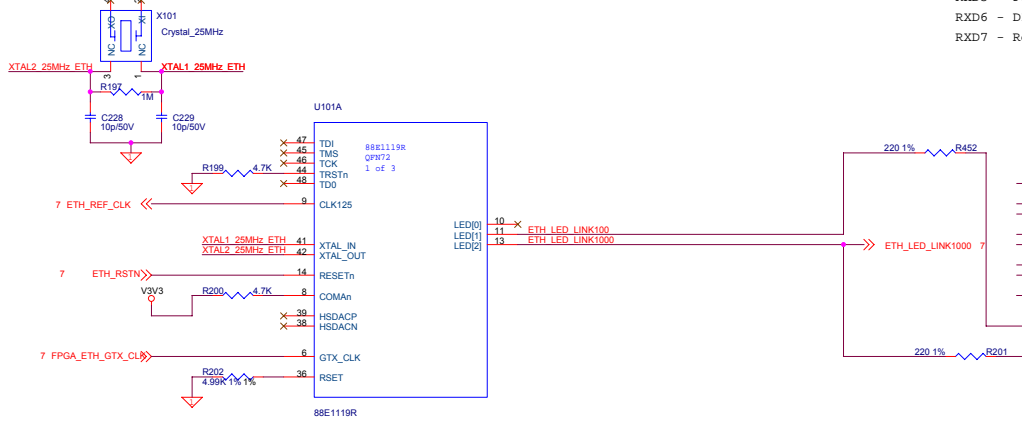 X101
Crystal_25MHz
XO
XI
NC
NC
3
1
XTAL2_25MHz_ETH
XTAL1_25MHz_ETH
R197
1M
C228
10p/50V
C229
10p/50V
RXD6 - D
RXD7 - R
U101A
88E1119R
QFN72
1 of 3
47 TDI
45 TMS
46 TCK
R199 4.7K 44 TRSTn
48 TD0
7 ETH_REF_CLK 9 CLK125
XTAL1_25MHz_ETH 41 XTAL_IN
XTAL2_25MHz_ETH 42 XTAL_OUT
7 ETH_RSTN 14 RESETn
V3V3
R200 4.7K 8 COMAn
39 HSDACP
38 HSDACN
7 FPGA_ETH_GTX_CLK 6 GTX_CLK
R202
4.99K 1% 1% 36 RSET
88E1119R
LED[0] 10
LED[1] 11 ETH_LED_LINK100
LED[2] 13 ETH_LED_LINK1000
220 1% R452
ETH_LED_LINK1000 7
220 1% R201